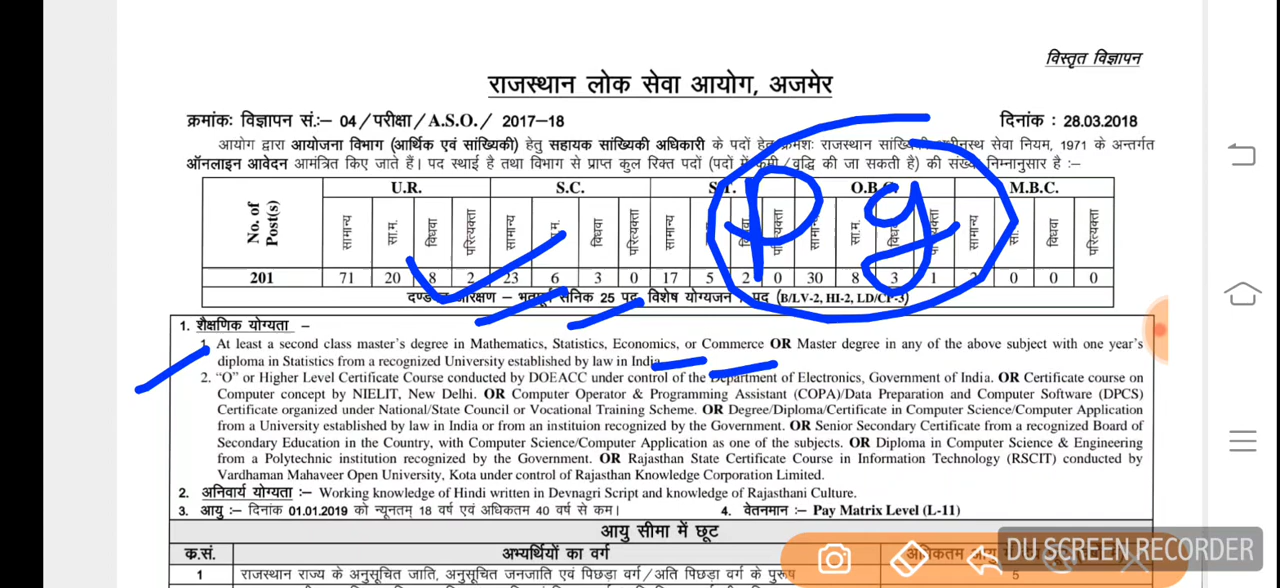 विस्तृत विज्ञापन
राजस्थान लोक सेवा आयोग, अजमेर
क्रमांकः विज्ञापन सं.:– 04/परीक्षा/A.S.O./ 2017-18 दिनांक : 28.03.2018
आयोग द्वारा आयोजना विभाग (आर्थिक एवं सांख्यिकी) हेतु सहायक सांख्यिकी अधिकारी के पदों हेतु क्रमशः राजस्थान सांख्यिकी अधीनस्थ सेवा नियम, 1971 के अन्तर्गत
ऑनलाइन आवेदन आमंत्रित किए जाते हैं। पद स्थाई है तथा विभाग से प्राप्त कुल रिक्त पदों (पदों में कमी/वृद्धि की जा सकती है) की संख्या निम्नानुसार है :–
No. of Post(s) U.R. S.C. S.T. O.B.C. M.B.C.
सामान्य सा.म. विधवा परित्यक्ता सामान्य विधवा परित्यक्ता सामान्य विधवा परित्यक्ता सामान्य सा.म. विधवा परित्यक्ता सामान्य सा. विधवा परित्यक्ता
201 71 20 8 2 23 6 3 0 17 5 2 0 30 8 3 1 0 0 0
आरक्षण – भूतपूर्व सैनिक 25 पद, विशेष योग्यजन पद (B/LV-2, HI-2, LD/CP-3)
Pg
1. शैक्षणिक योग्यता –
1. At least a second class master's degree in Mathematics, Statistics, Economics, or Commerce OR Master degree in any of the above subject with one year's
diploma in Statistics from a recognized University established by law in India
2. "O" or Higher Level Certificate Course conducted by DOEACC under control of the Department of Electronics, Government of India. OR Certificate course on
Computer concept by NIELIT, New Delhi. OR Computer Operator & Programming Assistant (COPA)/Data Preparation and Computer Software (DPCS)
Certificate organized under National/State Council or Vocational Training Scheme. OR Degree/Diploma/Certificate in Computer Science/Computer Application
from a University established by law in India or from an instituion recognized by the Government. OR Senior Secondary Certificate from a recognized Board of
Secondary Education in the Country, with Computer Science/Computer Application as one of the subjects. OR Diploma in Computer Science & Engineering
from a Polytechnic institution recognized by the Government. OR Rajasthan State Certificate Course in Information Technology (RSCIT) conducted by
Vardhaman Mahaveer Open University, Kota under control of Rajasthan Knowledge Corporation Limited.
2. अनिवार्य योग्यता :– Working knowledge of Hindi written in Devnagri Script and knowledge of Rajasthani Culture.
3. आयु :– दिनांक 01.01.2019 को न्यूनतम 18 वर्ष एवं अधिकतम 40 वर्ष से कम। 4. वेतनमान :– Pay Matrix Level (L-11)
आयु सीमा में छूट
क.सं. अभ्यर्थियों का वर्ग
1 राजस्थान राज्य के अनुसूचित जाति, अनुसूचित जनजाति एवं पिछड़ा वर्ग/अति पिछड़ा वर्ग के पुरूष 5
DU SCREEN RECORDER